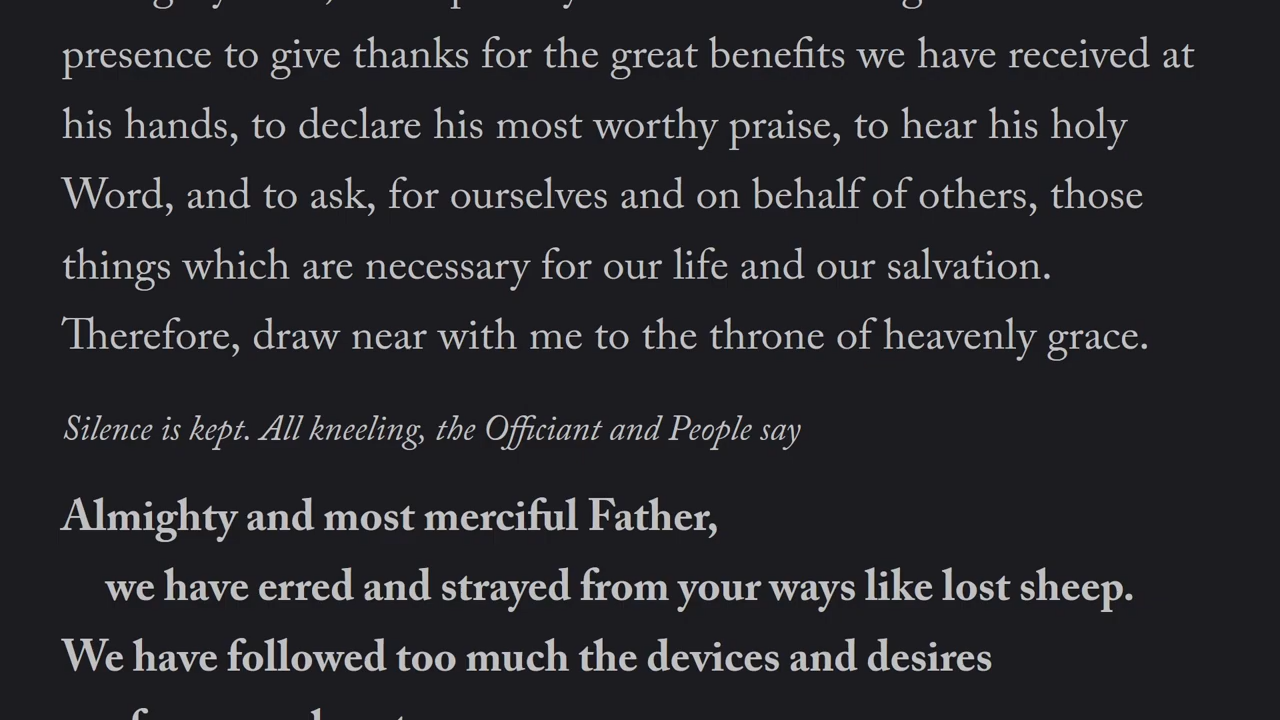 presence to give thanks for the great benefits we have received at
his hands, to declare his most worthy praise, to hear his holy
Word, and to ask, for ourselves and on behalf of others, those
things which are necessary for our life and our salvation.
Therefore, draw near with me to the throne of heavenly grace.
Silence is kept. All kneeling, the Officiant and People say
Almighty and most merciful Father,
we have erred and strayed from your ways like lost sheep.
We have followed too much the devices and desires